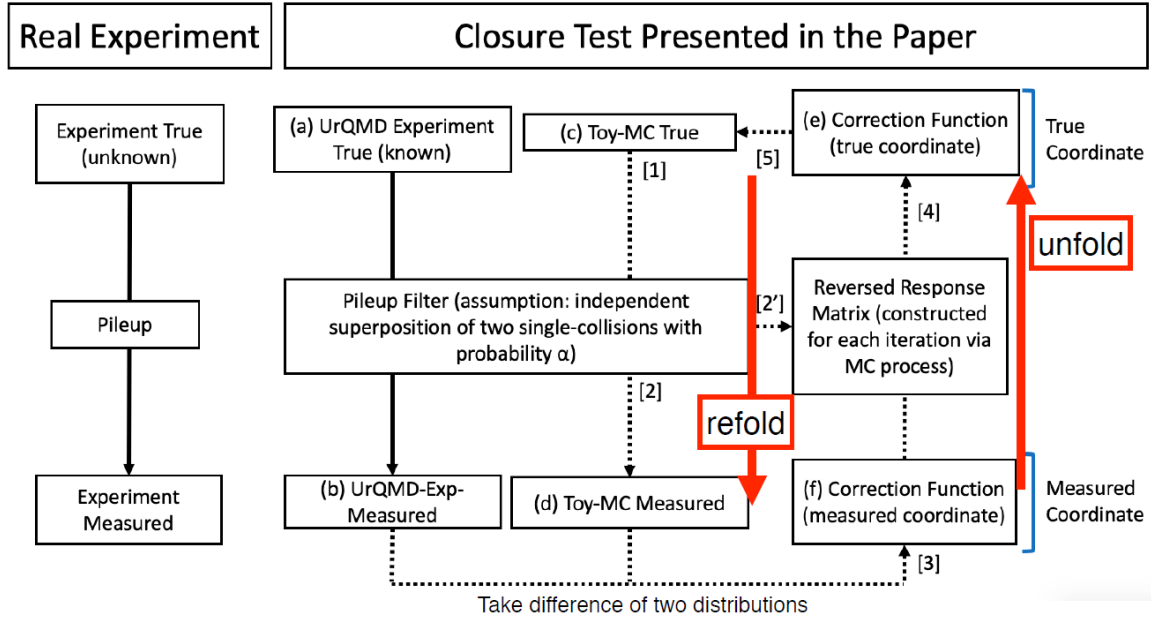 Real Experiment
Closure Test Presented in the Paper
Experiment True
(unknown)
Pileup
Experiment
Measured
(a) UrQMD Experiment
True (known)
(c) Toy-MC True
[1]
[5]
(e) Correction Function
(true coordinate)
True
Coordinate
[4]
unfold
Pileup Filter (assumption: independent
superposition of two single-collisions with
probability α)
[2']
Reversed Response
Matrix (constructed
for each iteration via
MC process)
[2]
refold
(b) UrQMD-Exp-
Measured
(d) Toy-MC Measured
(f) Correction Function
(measured coordinate)
Measured
Coordinate
[3]
Take difference of two distributions